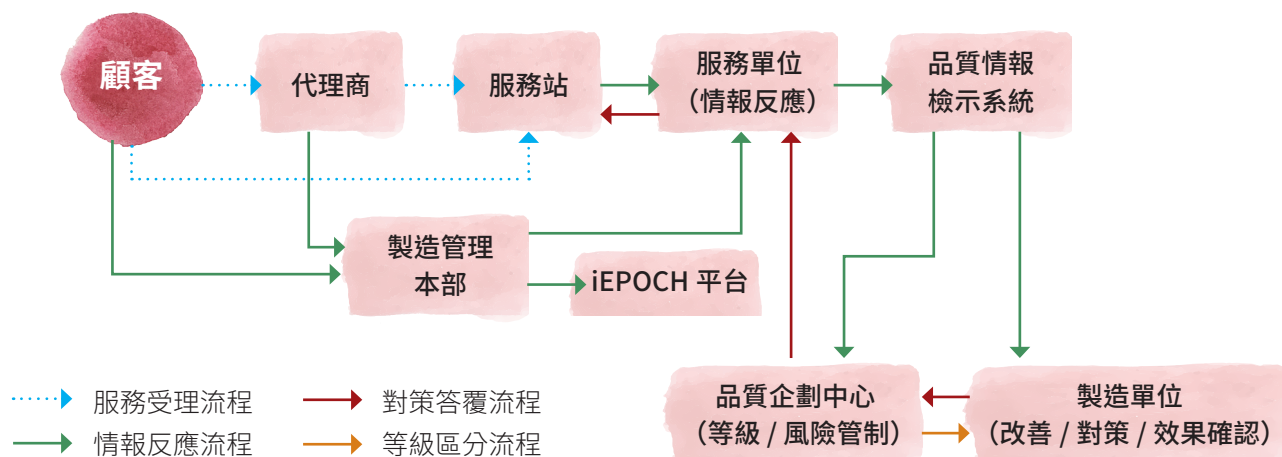 顧客
代理商
服務站
服務單位
（情報反應）
品質情報
檢示系統
製造管理
本部
iEPOCH 平台
品質企劃中心
（等級 / 風險管制）
製造單位
（改善 / 對策 / 效果確認）
服務受理流程
對策答覆流程
情報反應流程
等級區分流程